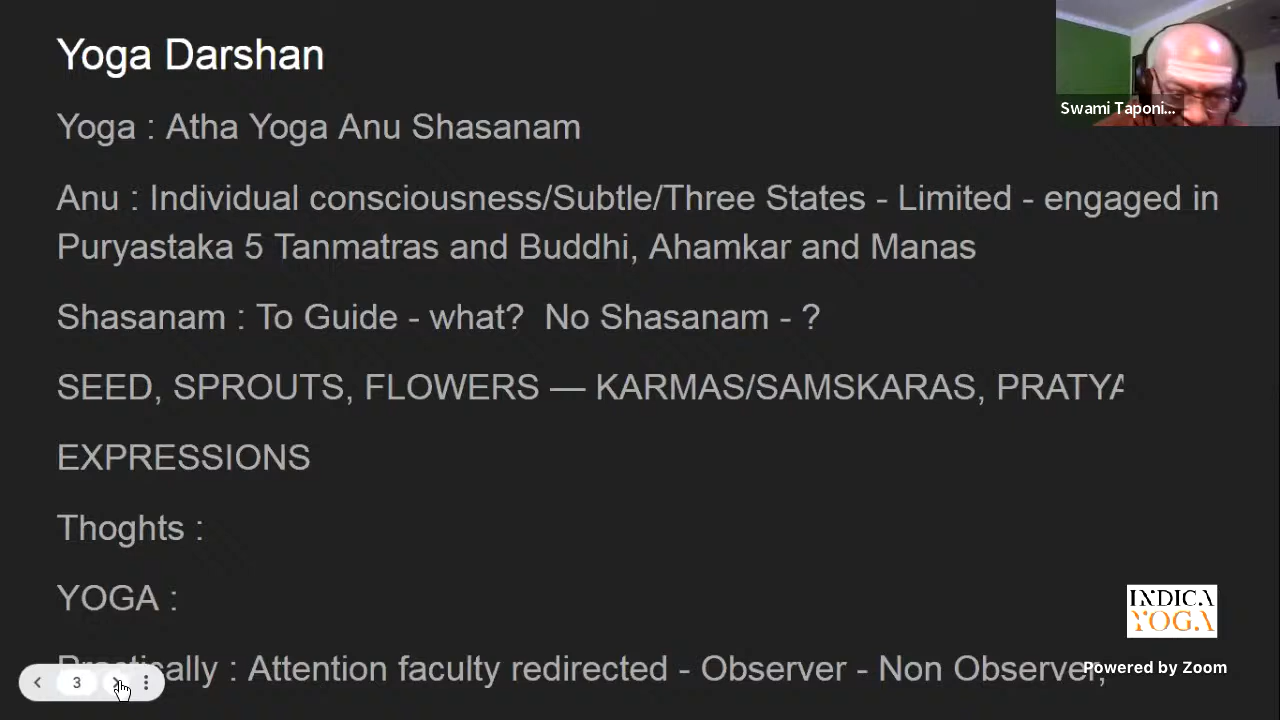 Yoga Darshan
Swami Taponi...
Yoga : Atha Yoga Anu Shasanam
Anu : Individual consciousness/Subtle/Three States - Limited - engaged in
Puryastaka 5 Tanmatras and Buddhi, Ahamkar and Manas
Shasanam : To Guide - what?  No Shasanam - ?
SEED, SPROUTS, FLOWERS — KARMAS/SAMSKARAS, PRATYA
EXPRESSIONS
Thoghts :
YOGA :
INDICA
YOGA
Practically : Attention faculty redirected - Observer - Non Observer,
Powered by Zoom
3